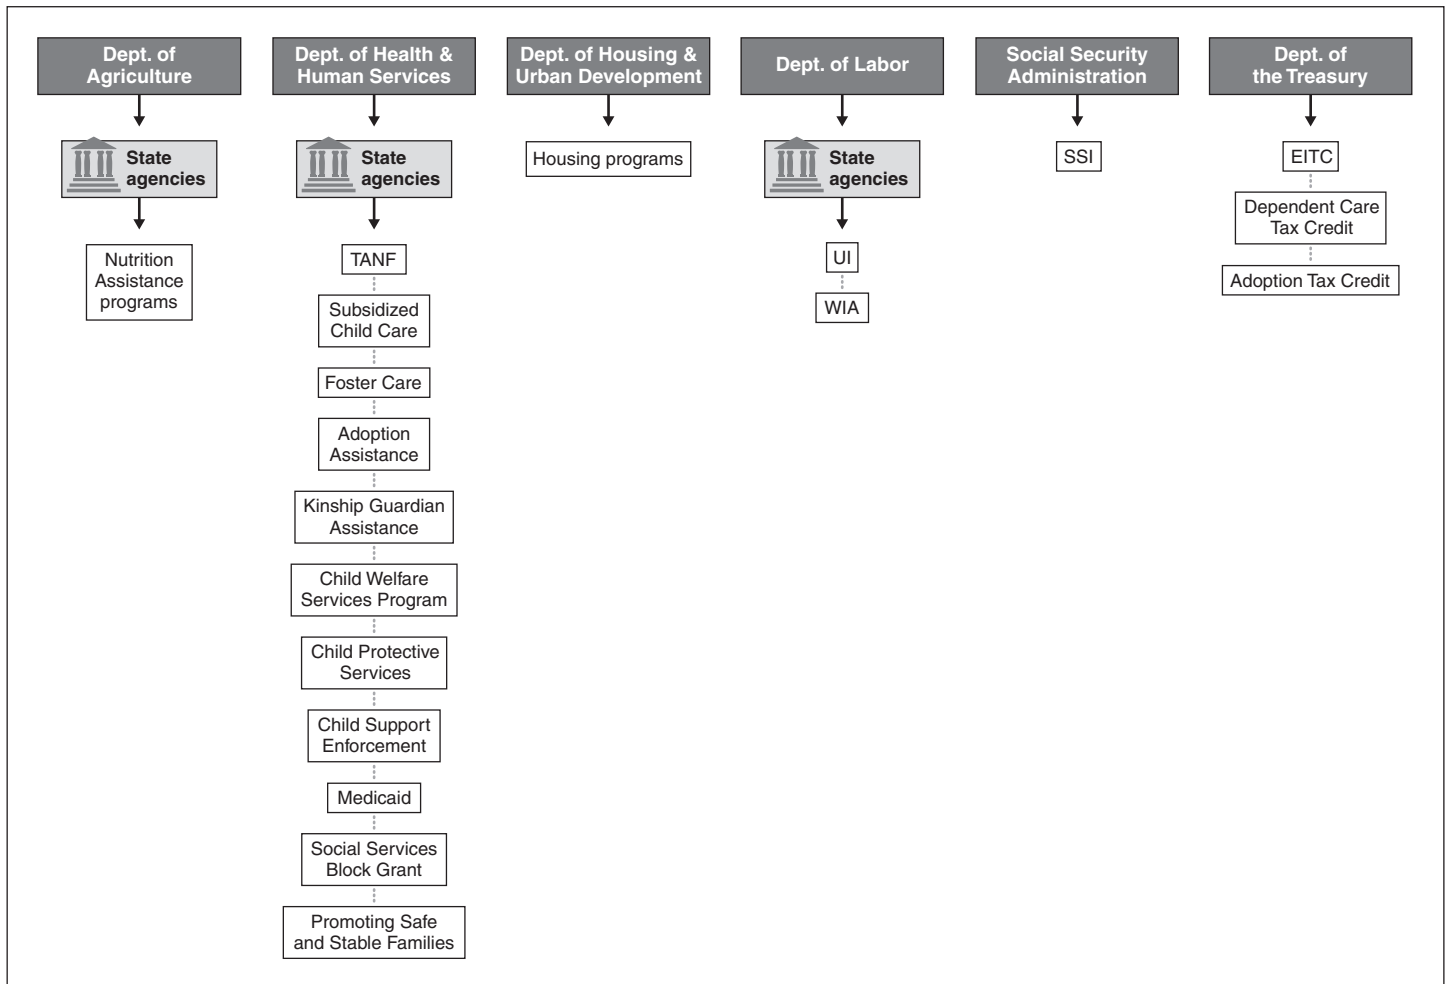 Dept. of
Agriculture
State
agencies
Nutrition
Assistance
programs
Dept. of Health &
Human Services
State
agencies
TANF
Subsidized
Child Care
Foster Care
Adoption
Assistance
Kinship Guardian
Assistance
Child Welfare
Services Program
Child Protective
Services
Child Support
Enforcement
Medicaid
Social Services
Block Grant
Promoting Safe
and Stable Families
Dept. of Housing &
Urban Development
Housing programs
Dept. of Labor
State
agencies
UI
WIA
Social Security
Administration
SSI
Dept. of
the Treasury
EITC
Dependent Care
Tax Credit
Adoption Tax Credit